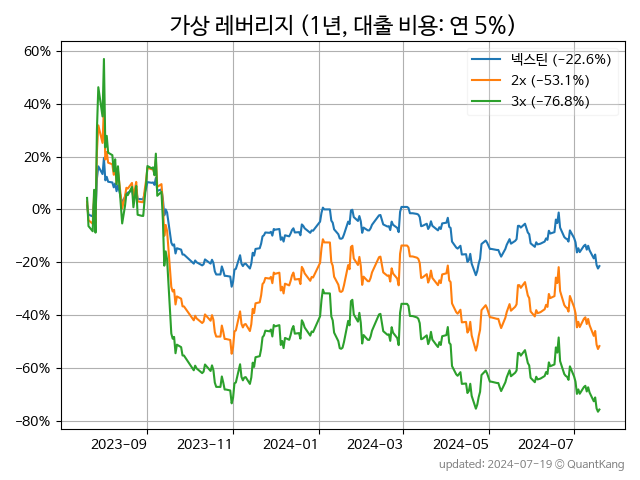 가상 레버리지 (1년, 대출 비용: 연 5%)
60%
40%
20%
0%
−20%
−40%
−60%
−80%
넥스틴 (−22.6%)
2x (−53.1%)
3x (−76.8%)
2023-09
2023-11
2024-01
2024-03
2024-05
2024-07
updated: 2024-07-19 © QuantKang